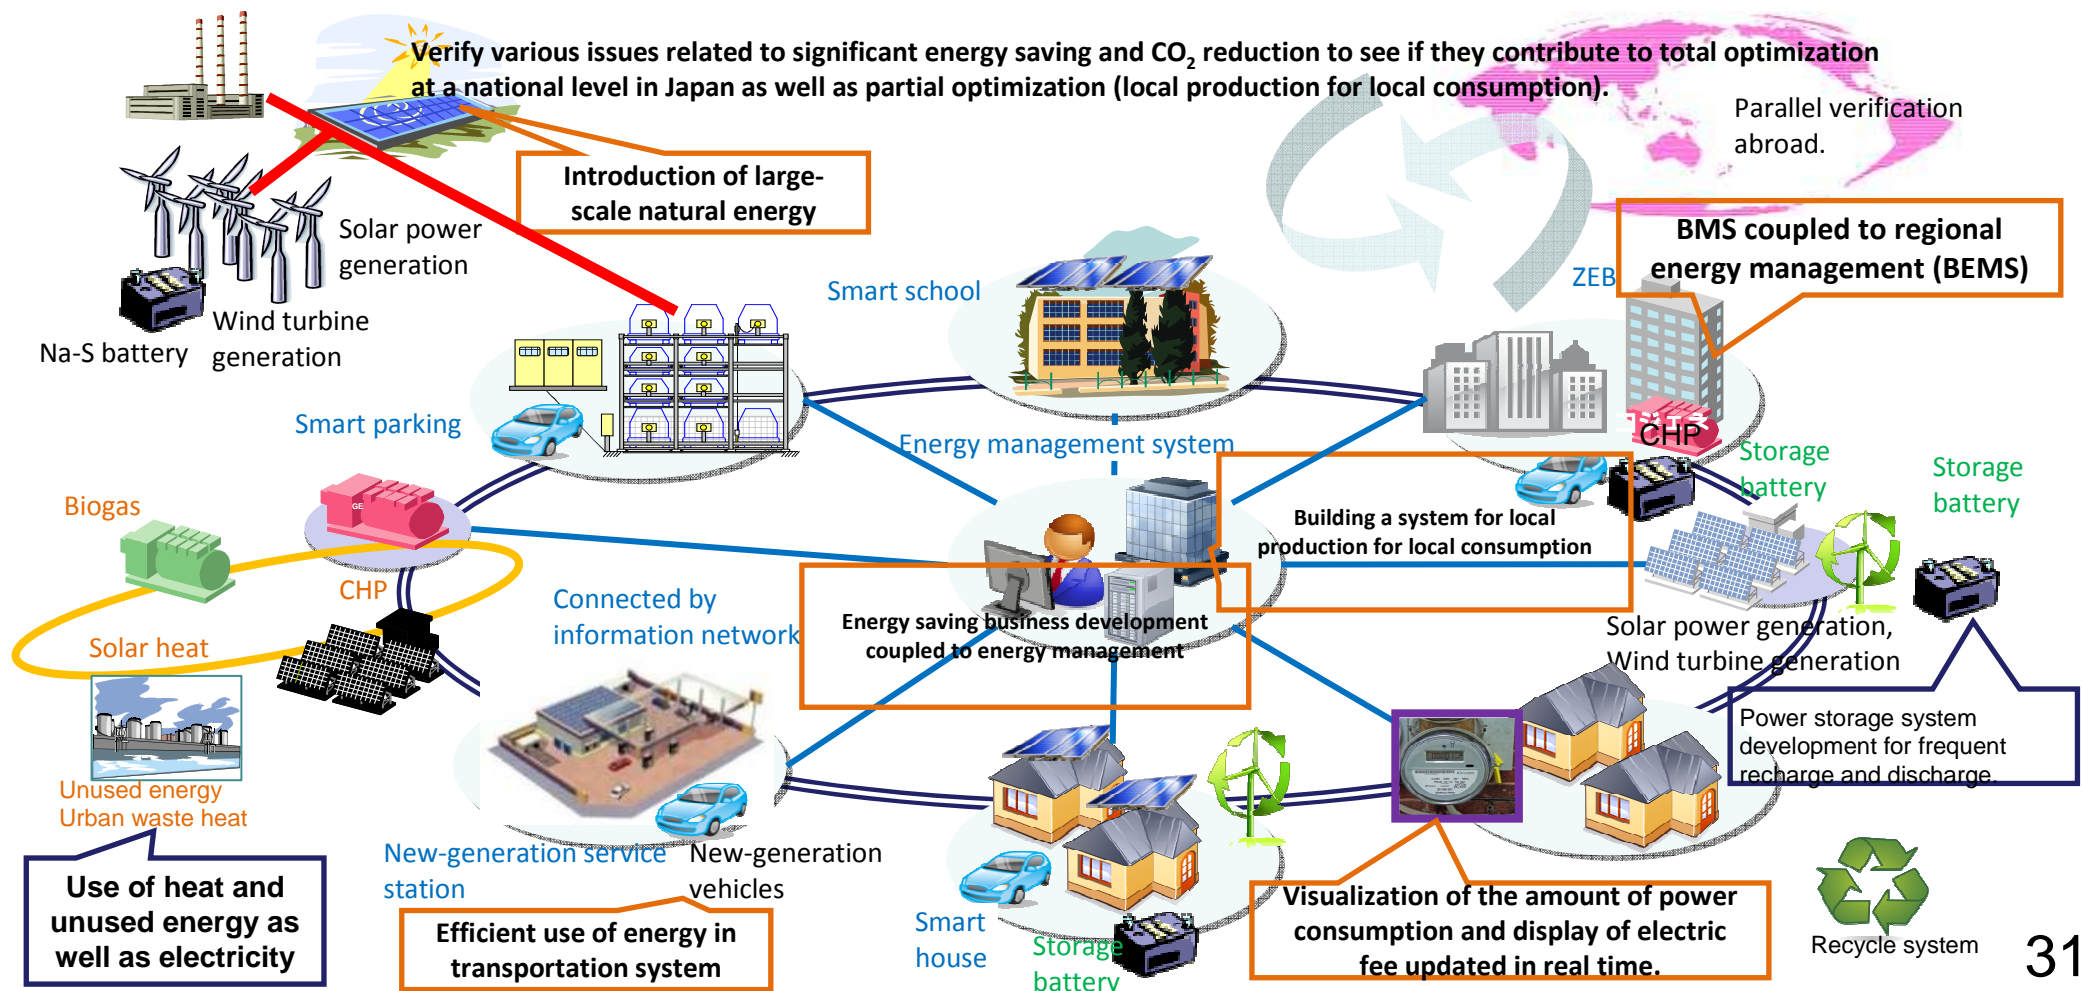 Verify various issues related to significant energy saving and CO2 reduction to see if they contribute to total optimization
at a national level in Japan as well as partial optimization (local production for local consumption).
Parallel verification
abroad.
Introduction of large-
scale natural energy
Solar power
generation
Wind turbine
generation
Na-S battery
BMS coupled to regional
energy management (BEMS)
ZEB
Smart school
Smart parking
Energy management system
CHP
Storage
battery
Storage
battery
Biogas
GE
CHP
Building a system for local
production for local consumption
Connected by
information network
Energy saving business development
coupled to energy management
Solar heat
Solar power generation,
Wind turbine generation
Power storage system
development for frequent
recharge and discharge.
Unused energy
Urban waste heat
Use of heat and
unused energy as
well as electricity
New-generation service
station
New-generation
vehicles
Efficient use of energy in
transportation system
Smart
house
Storage
battery
Visualization of the amount of power
consumption and display of electric
fee updated in real time.
Recycle system
31